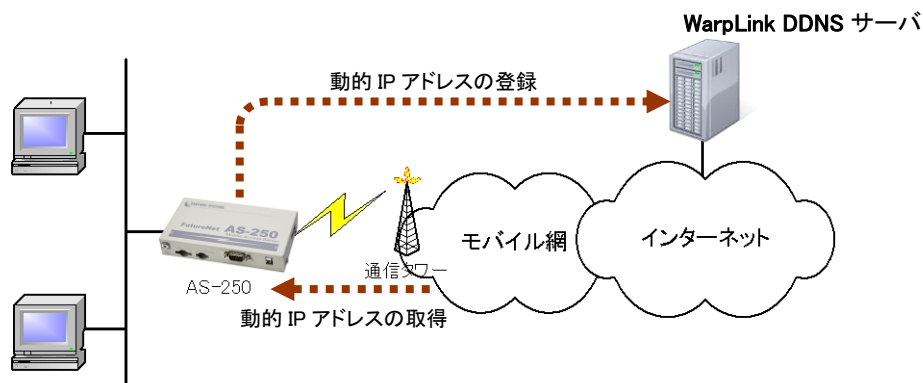 WarpLink DDNS サーバ
動的 IP アドレスの登録
FutureNet AS-250
モバイル網
インターネット
通信タワー
AS-250
動的 IP アドレスの取得